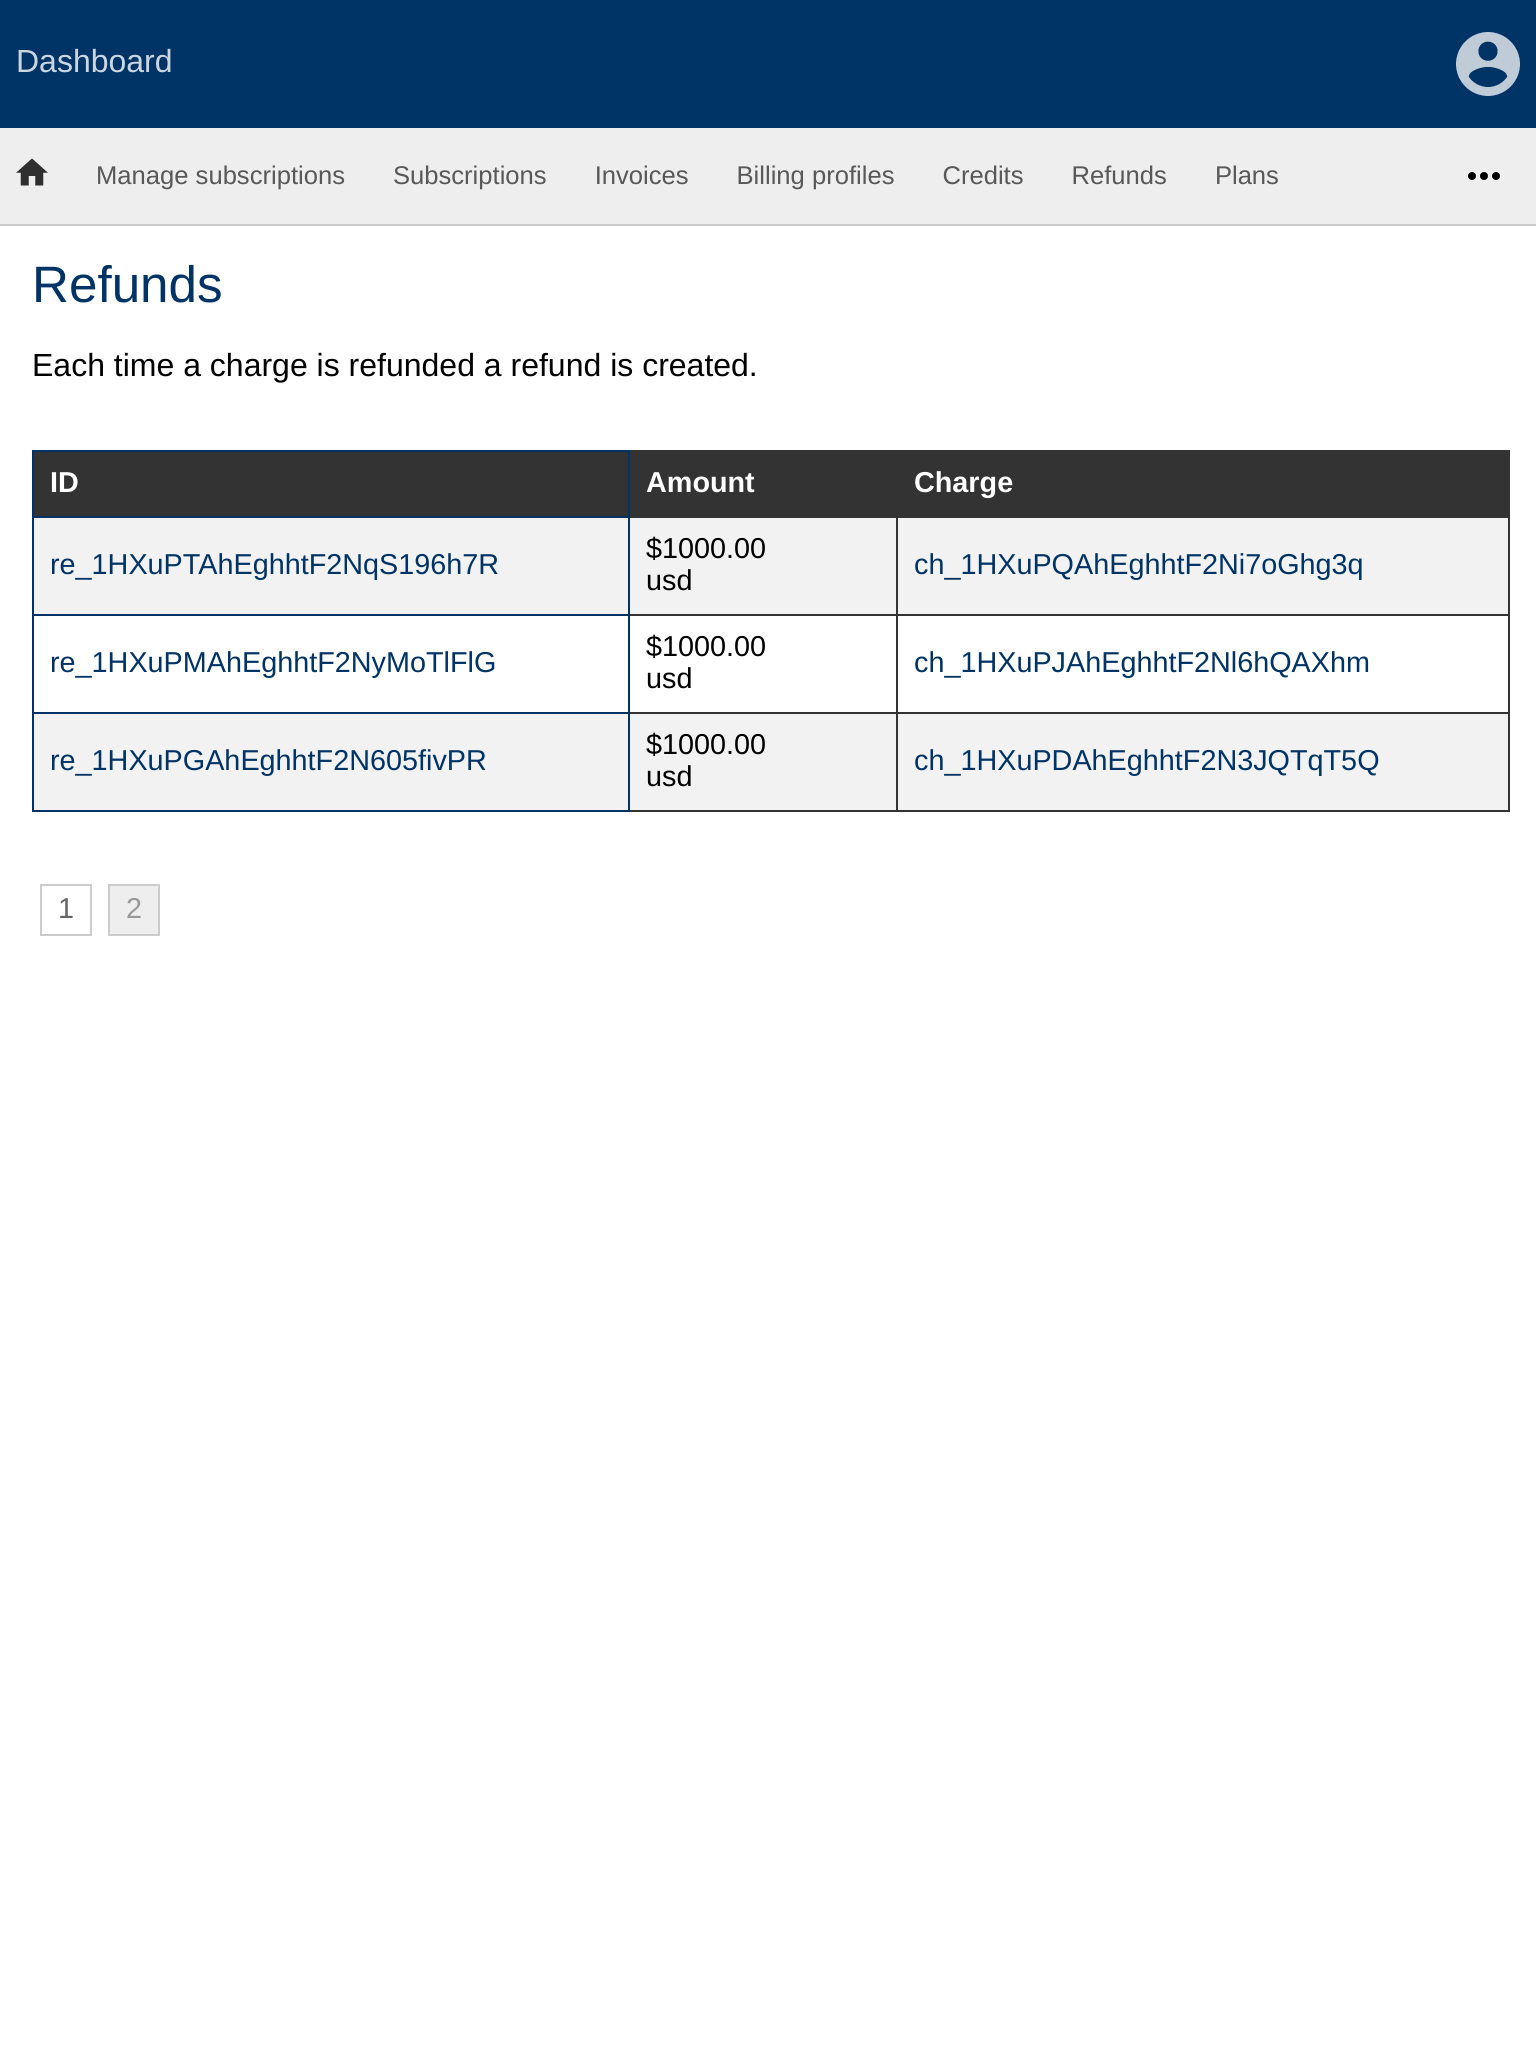 Dashboard
Manage subscriptions Subscriptions Invoices Billing profiles Credits Refunds Plans
Refunds
Each time a charge is refunded a refund is created.
ID Amount Charge
re_1HXuPTAhEghhtF2NqS196h7R $1000.00 ch_1HXuPQAhEghhtF2Ni7oGhg3q
usd
re_1HXuPMAhEghhtF2NyMoTlFlG $1000.00 ch_1HXuPJAhEghhtF2Nl6hQAXhm
usd
re_1HXuPGAhEghhtF2N605fivPR $1000.00 ch_1HXuPDAhEghhtF2N3JQTqT5Q
usd
1 2